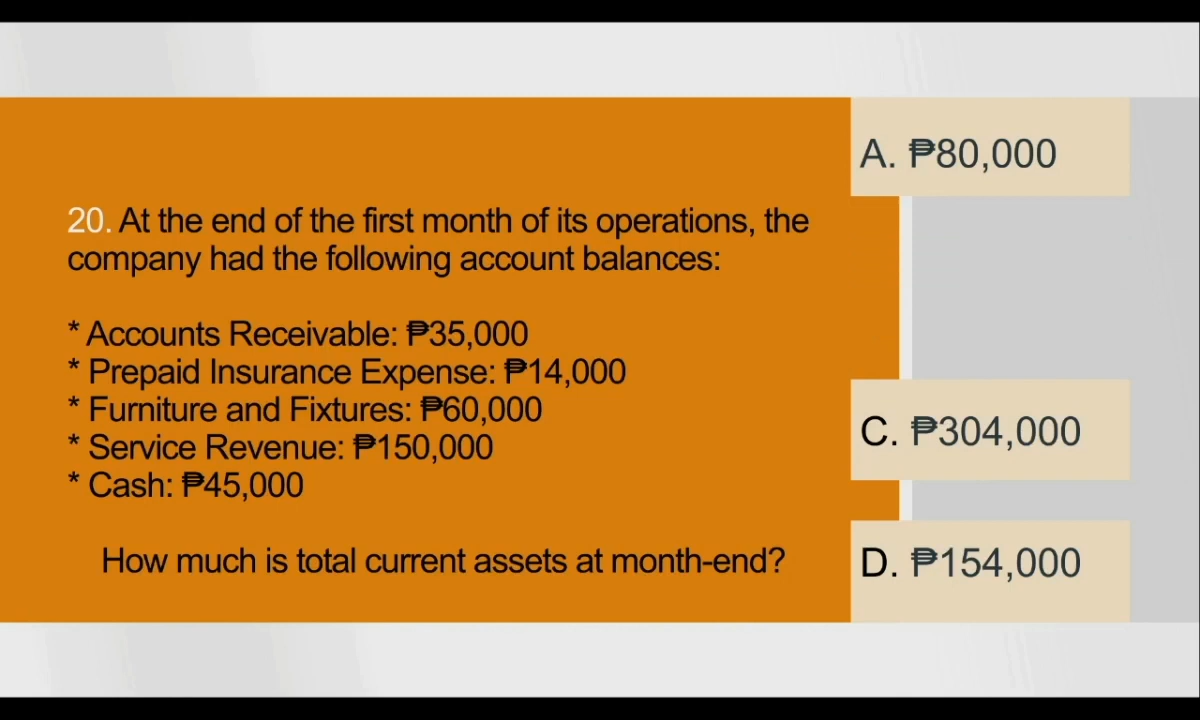 20. At the end of the first month of its operations, the
company had the following account balances:
* Accounts Receivable: ₱35,000
* Prepaid Insurance Expense: ₱14,000
* Furniture and Fixtures: ₱60,000
* Service Revenue: ₱150,000
* Cash: ₱45,000
How much is total current assets at month-end?
A. ₱80,000
C. ₱304,000
D. ₱154,000